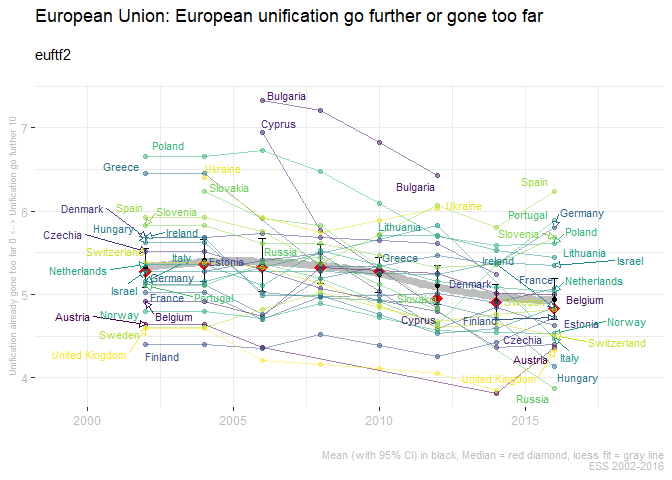 European Union: European unification go further or gone too far
euftf2
Unification already gone too far 0 <-> Unification go further 10
7
6
5
4
Bulgaria
Cyprus
Poland
Greece
Ukraine
Slovakia
Spain
Bulgaria
Denmark
Spain
Slovenia
Ukraine
Portugal
Germany
Czechia
Hungary
Ireland
Lithuania
Slovenia
Poland
Switzerland
Italy
Estonia
Russia
Greece
Ireland
Lithuania
Israel
Netherlands
Germany
Denmark
France
Netherlands
Israel
France
Portugal
Slovakia
Sweden
Belgium
Austria
Norway
Belgium
Cyprus
Finland
Estonia
Norway
Sweden
Czechia
Switzerland
United Kingdom
Finland
Austria
Italy
United Kingdom
Hungary
Russia
2000
2005
2010
2015
Mean (with 95% CI) in black, Median = red diamond, loess fit = gray line
ESS 2002-2016